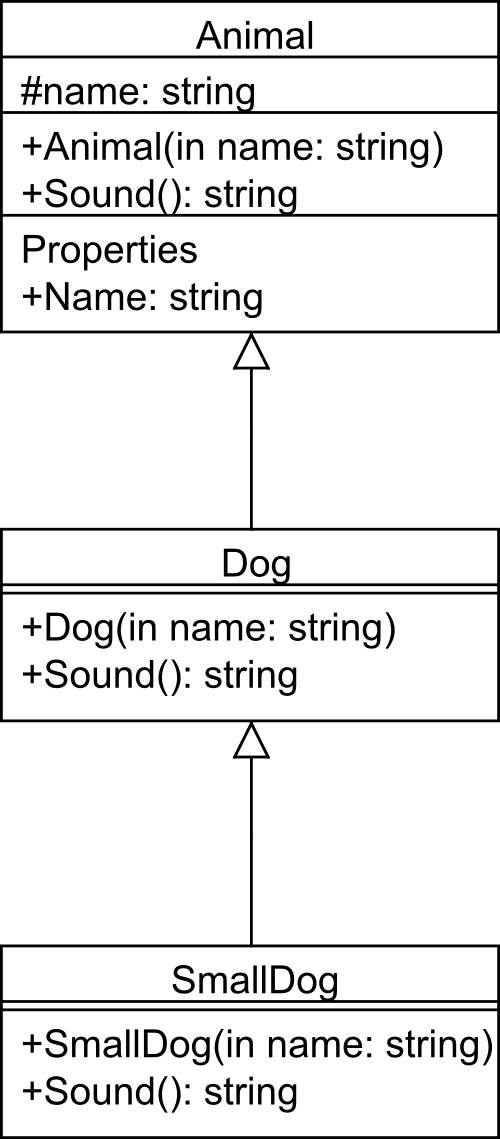 Animal
#name: string
+Animal(in name: string)
+Sound(): string
Properties
+Name: string
Dog
+Dog(in name: string)
+Sound(): string
SmallDog
+SmallDog(in name: string)
+Sound(): string